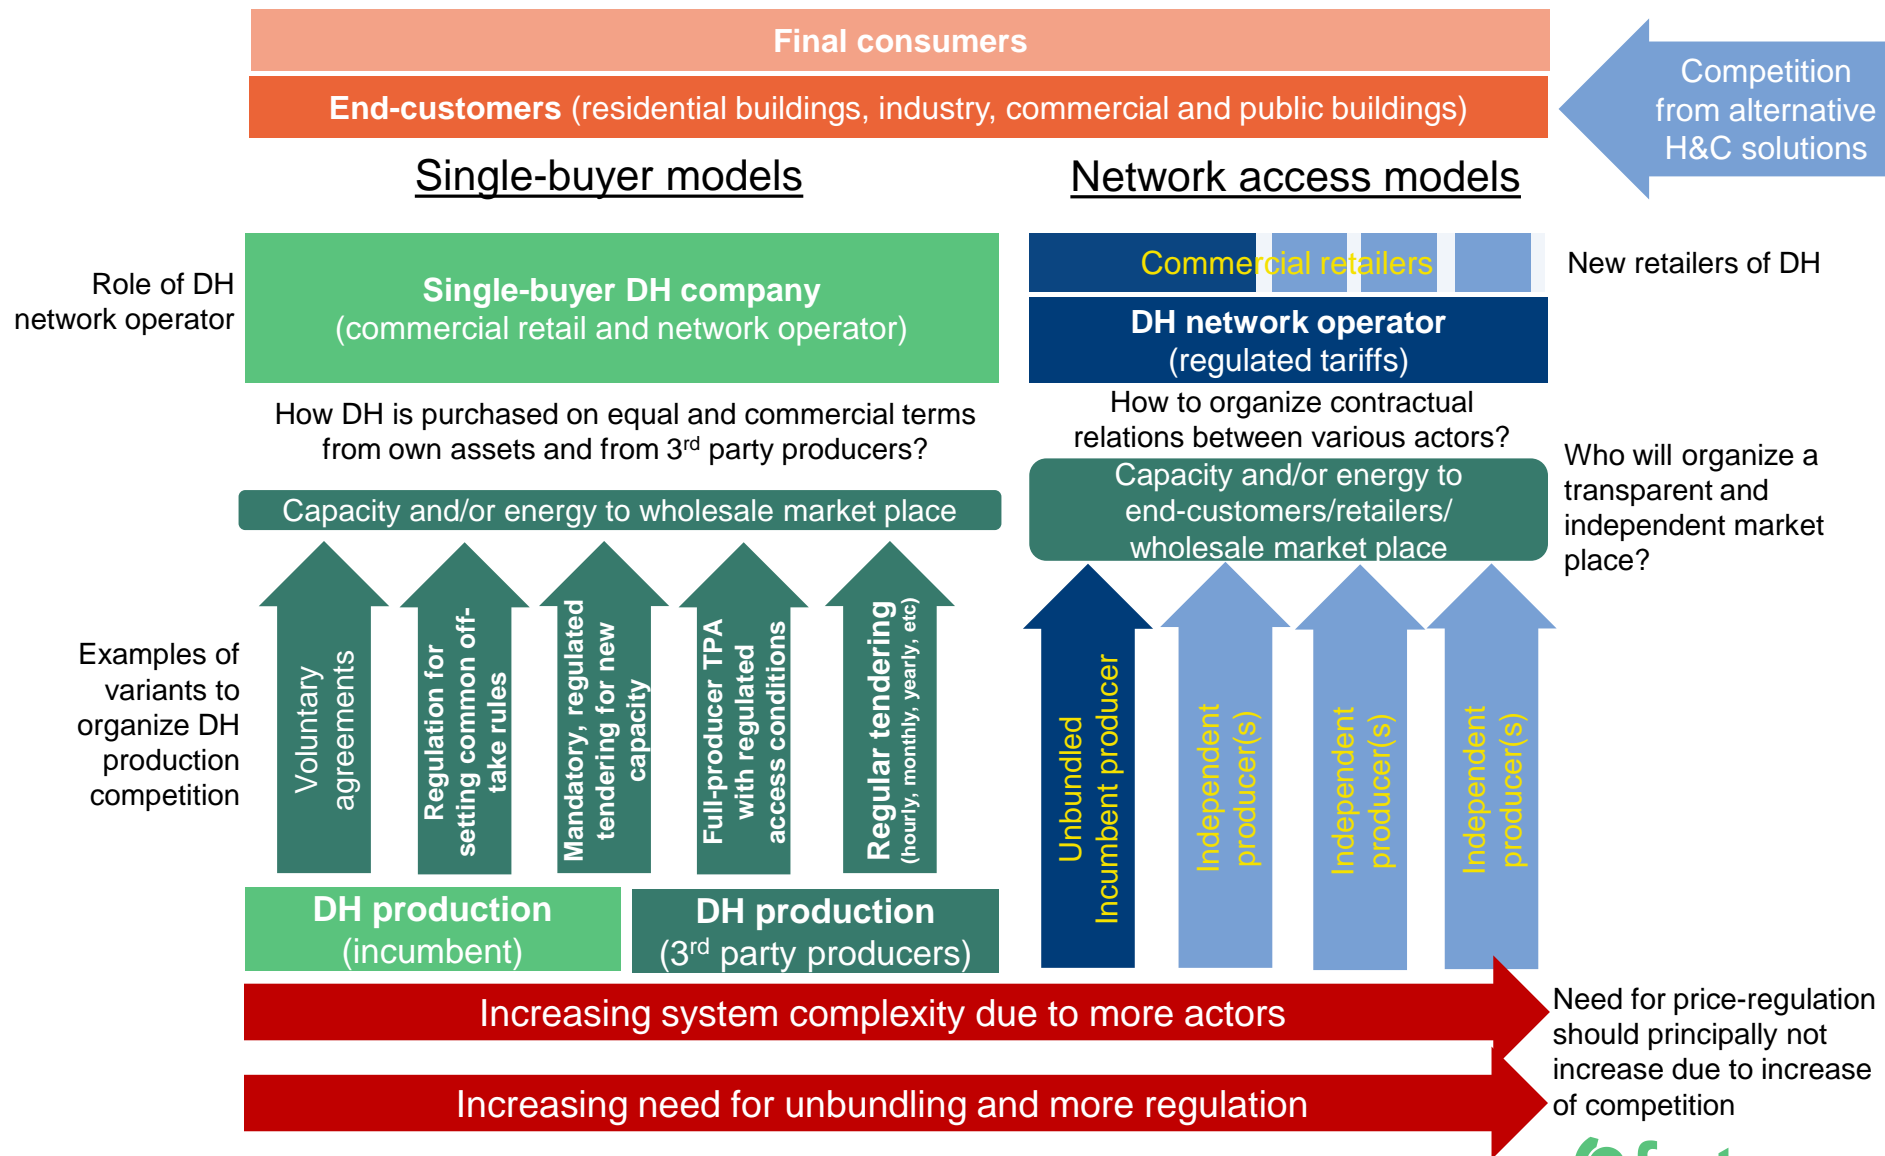 Final consumers
End-customers (residential buildings, industry, commercial and public buildings)
Competition
from alternative
H&C solutions
Single-buyer models
Network access models
Role of DH
network operator
Single-buyer DH company
(commercial retail and network operator)
Commercial retailers
New retailers of DH
DH network operator
(regulated tariffs)
How DH is purchased on equal and commercial terms
from own assets and from 3rd party producers?
How to organize contractual
relations between various actors?
Capacity and/or energy to wholesale market place
Capacity and/or energy to
end-customers/retailers/
wholesale market place
Who will organize a
transparent and
independent market
place?
Examples of
variants to
organize DH
production
competition
Voluntary
agreements
Regulation for
setting common off-
take rules
Mandatory, regulated
tendering for new
capacity
Full-producer TPA
with regulated
access conditions
Regular tendering
(hourly, monthly, yearly, etc)
Unbundled
Incumbent producer
Independent
producer(s)
Independent
producer(s)
Independent
producer(s)
DH production
(incumbent)
DH production
(3rd party producers)
Increasing system complexity due to more actors
Increasing need for unbundling and more regulation
Need for price-regulation
should principally not
increase due to increase
of competition